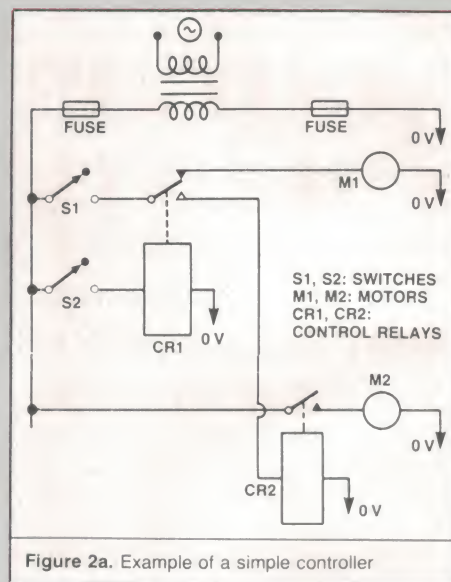 FUSE
FUSE
0 V
M1
0 V
S1
S2
CR1
0 V
S1, S2: SWITCHES
M1, M2: MOTORS
CR1, CR2:
CONTROL RELAYS
M2
0 V
CR2
0 V
Figure 2a. Example of a simple controller